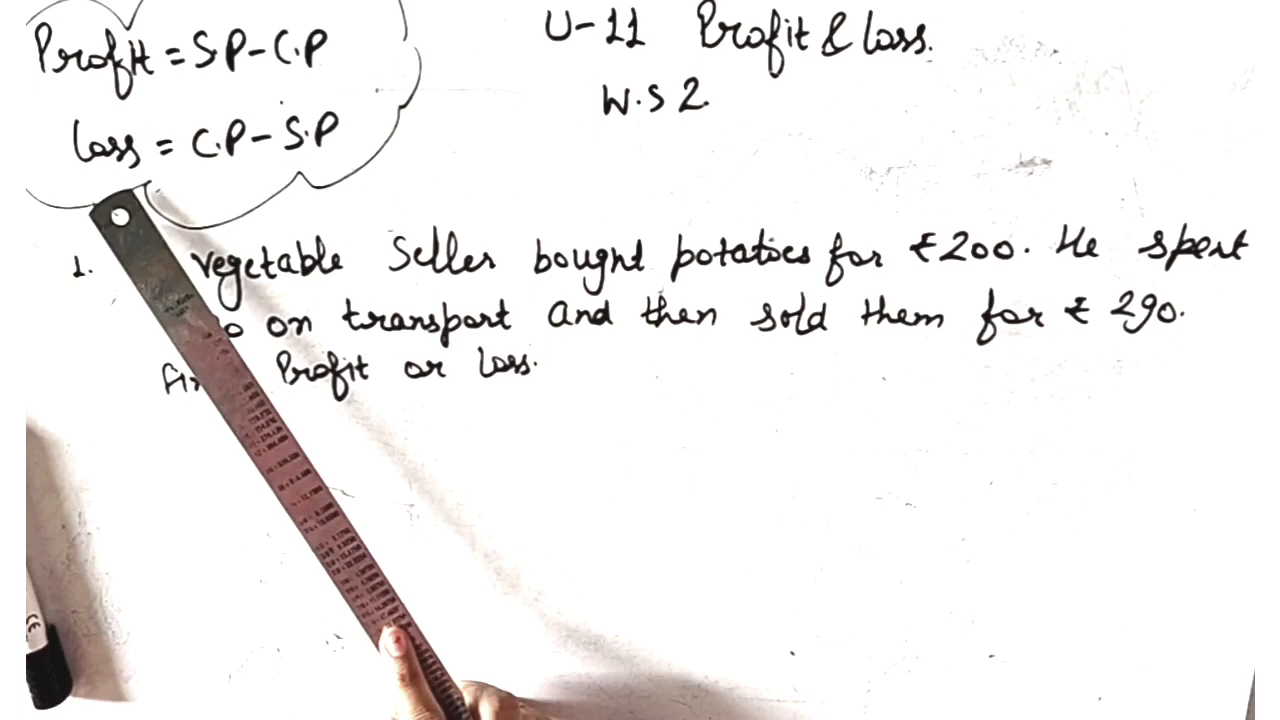 Profit = S.P - C.P
Loss = C.P - S.P
U-11 Profit & Loss.
W.S 2.
1. vegetable seller bought potatoes for ₹200. He spent
on transport and then sold them for ₹ 290.
Profit or Loss.